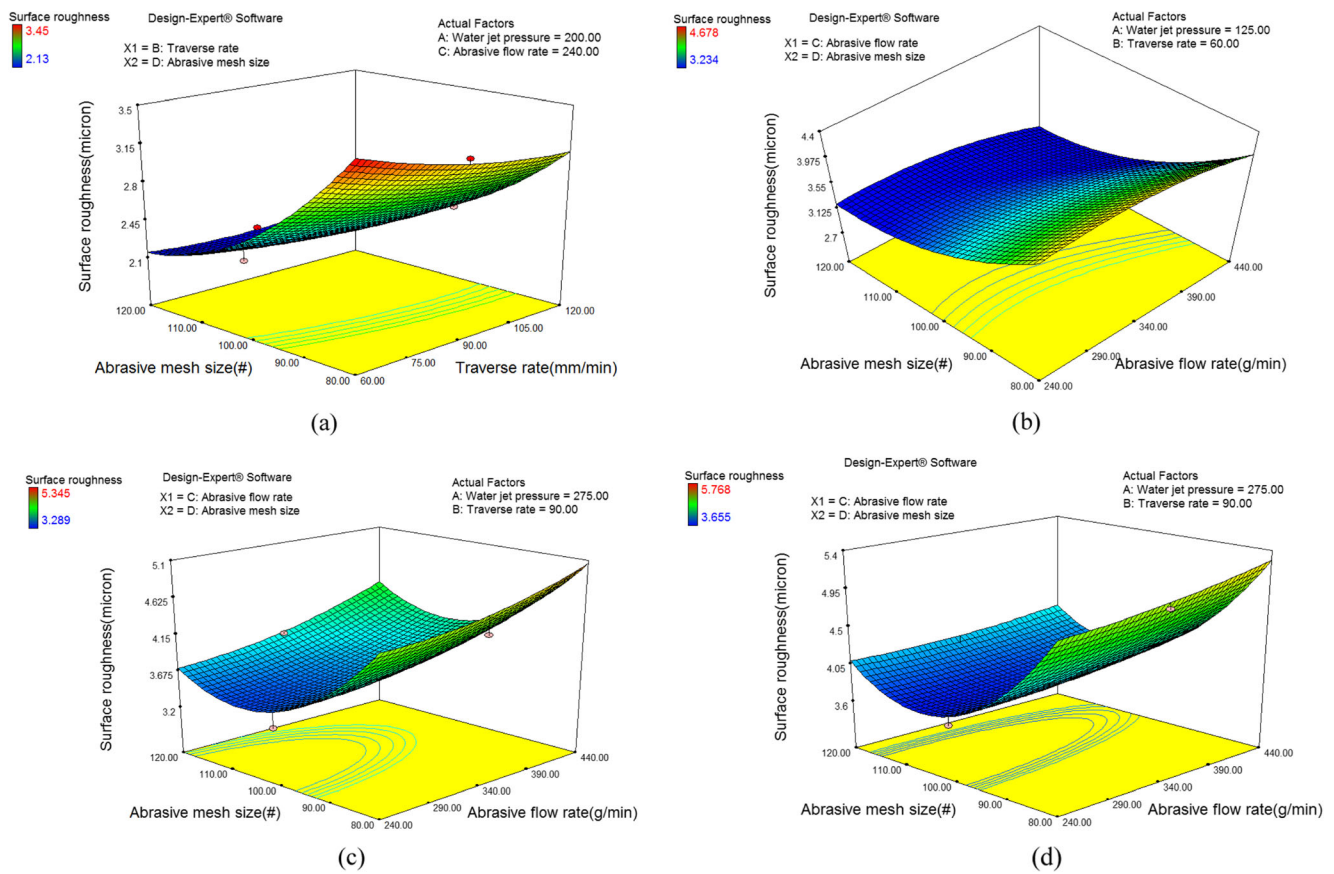 Surface roughness
3.45
2.13
Design-Expert® Software
X1 = B: Traverse rate
X2 = D: Abrasive mesh size
Actual Factors
A: Water jet pressure = 200.00
C: Abrasive flow rate = 240.00
Surface roughness(micron)
3.5
3.15
2.8
2.45
2.1
120.00
110.00
100.00
90.00
80.00
Abrasive mesh size(#)
60.00
75.00
90.00
105.00
120.00
Traverse rate(mm/min)
(a)
Surface roughness
4.678
3.234
Design-Expert® Software
X1 = C: Abrasive flow rate
X2 = D: Abrasive mesh size
Actual Factors
A: Water jet pressure = 125.00
B: Traverse rate = 60.00
Surface roughness(micron)
4.4
3.975
3.55
3.125
2.7
120.00
110.00
100.00
90.00
80.00
Abrasive mesh size(#)
240.00
290.00
340.00
390.00
440.00
Abrasive flow rate(g/min)
(b)
Surface roughness
5.345
3.289
Design-Expert® Software
X1 = C: Abrasive flow rate
X2 = D: Abrasive mesh size
Actual Factors
A: Water jet pressure = 275.00
B: Traverse rate = 90.00
Surface roughness(micron)
5.1
4.625
4.15
3.675
3.2
120.00
110.00
100.00
90.00
80.00
Abrasive mesh size(#)
240.00
290.00
340.00
390.00
440.00
Abrasive flow rate(g/min)
(c)
Surface roughness
5.768
3.655
Design-Expert® Software
X1 = C: Abrasive flow rate
X2 = D: Abrasive mesh size
Actual Factors
A: Water jet pressure = 275.00
B: Traverse rate = 90.00
Surface roughness(micron)
5.4
4.95
4.5
4.05
3.6
120.00
110.00
100.00
90.00
80.00
Abrasive mesh size(#)
240.00
290.00
340.00
390.00
440.00
Abrasive flow rate(g/min)
(d)